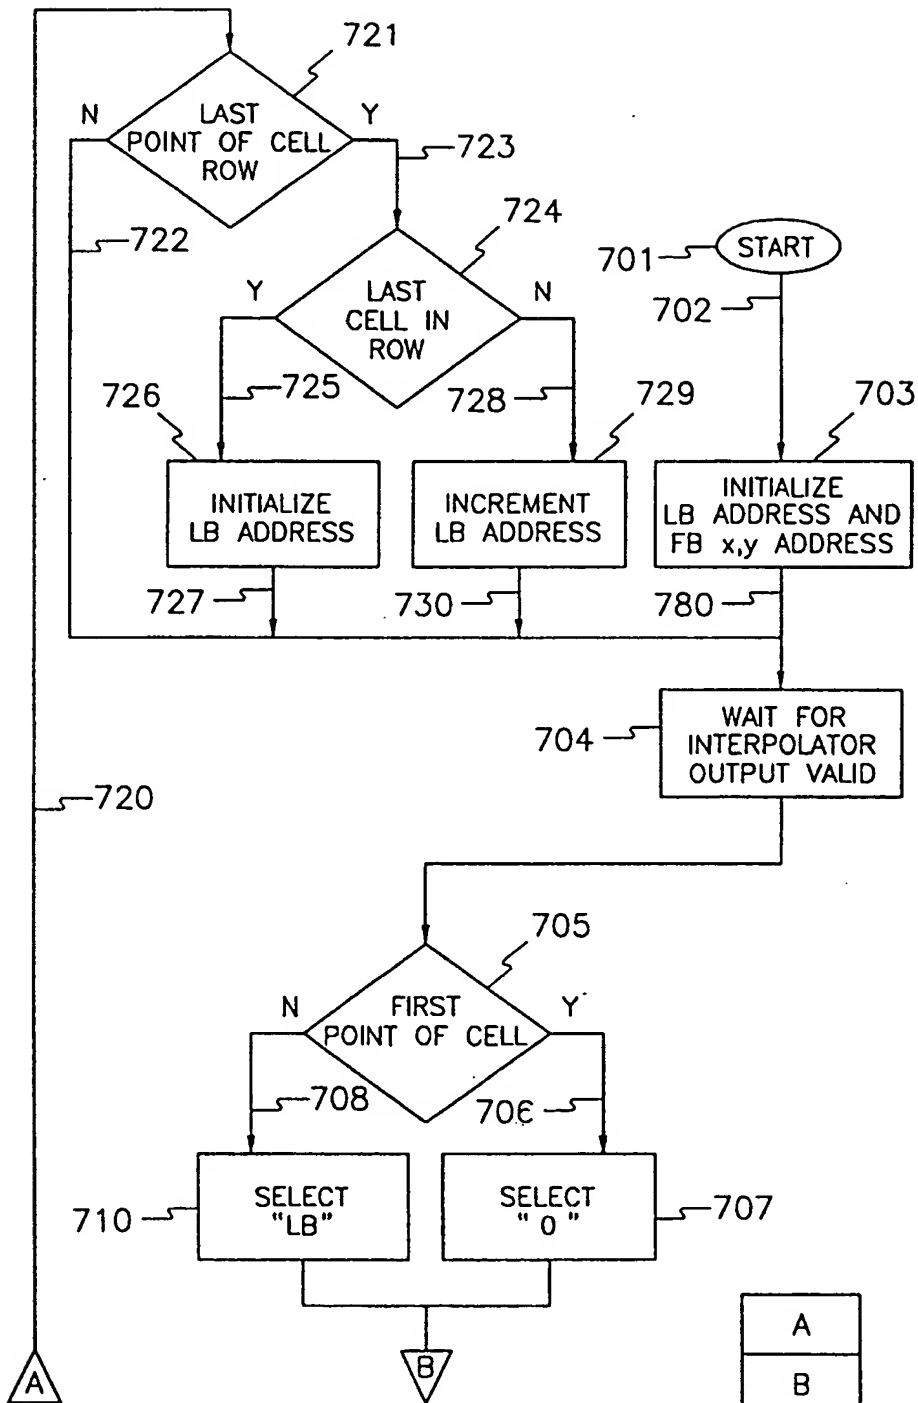 721
N
Y
LAST
POINT OF CELL
ROW
723
722
724
701
START
702
Y
N
LAST
CELL IN
ROW
725
728
726
729
703
INITIALIZE
LB ADDRESS
INCREMENT
LB ADDRESS
INITIALIZE
LB ADDRESS AND
FB x,y ADDRESS
727
730
780
704
WAIT FOR
INTERPOLATOR
OUTPUT VALID
720
705
N
Y
FIRST
POINT OF CELL
708
706
710
SELECT
"LB"
SELECT
"0"
707
A
B
A
B